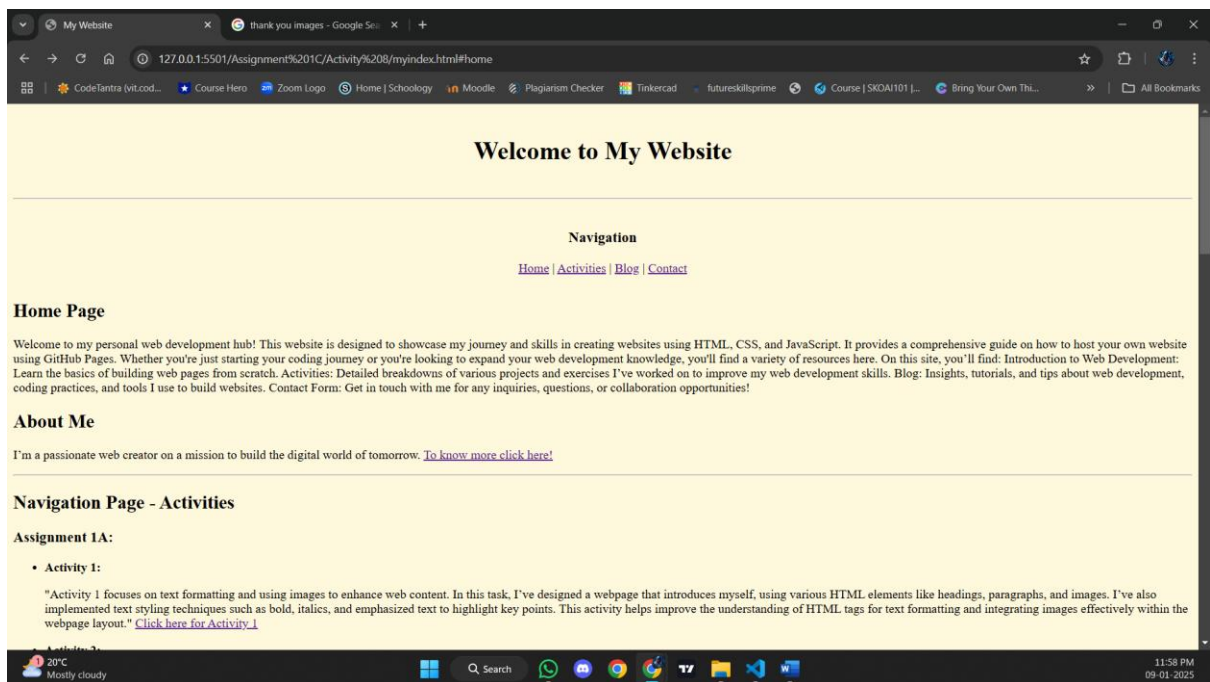 My Website
thank you images - Google Sea
127.0.0.1:5501/Assignment%201C/Activity%208/myindex.html#home
CodeTantra (vit.cod... Course Hero Zoom Logo Home | Schoology Moodle Plagiarism Checker Tinkercad futureskillsprime Course | SKOAI101 |... Bring Your Own Thi... » All Bookmarks
Welcome to My Website
Navigation
Home | Activities | Blog | Contact
Home Page
Welcome to my personal web development hub! This website is designed to showcase my journey and skills in creating websites using HTML, CSS, and JavaScript. It provides a comprehensive guide on how to host your own website
using GitHub Pages. Whether you're just starting your coding journey or you're looking to expand your web development knowledge, you'll find a variety of resources here. On this site, you’ll find: Introduction to Web Development:
Learn the basics of building web pages from scratch. Activities: Detailed breakdowns of various projects and exercises I’ve worked on to improve my web development skills. Blog: Insights, tutorials, and tips about web development,
coding practices, and tools I use to build websites. Contact Form: Get in touch with me for any inquiries, questions, or collaboration opportunities!
About Me
I’m a passionate web creator on a mission to build the digital world of tomorrow. To know more click here!
Navigation Page - Activities
Assignment 1A:
• Activity 1:
"Activity 1 focuses on text formatting and using images to enhance web content. In this task, I’ve designed a webpage that introduces myself, using various HTML elements like headings, paragraphs, and images. I’ve also
implemented text styling techniques such as bold, italics, and emphasized text to highlight key points. This activity helps improve the understanding of HTML tags for text formatting and integrating images effectively within the
webpage layout." Click here for Activity 1
• Activity 2:
1
20°C
Mostly cloudy
Search
11:58 PM
09-01-2025